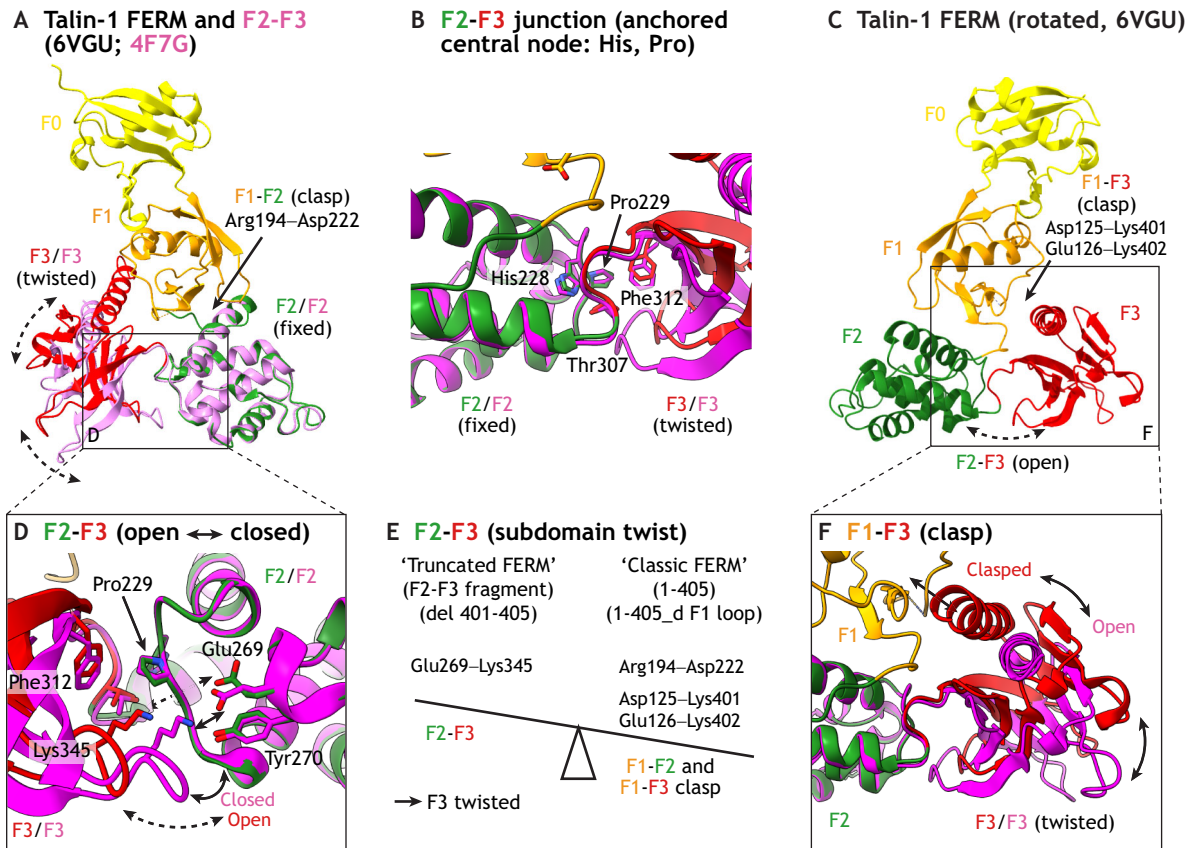 A Talin-1 FERM and F2-F3
(6VGU; 4F7G)
F0
F1
F1-F2 (clasp)
Arg194–Asp222
F3/F3
(twisted)
F2/F2
(fixed)
D
B F2-F3 junction (anchored
central node: His, Pro)
Pro229
His228
Phe312
Thr307
F2/F2
(fixed)
F3/F3
(twisted)
C Talin-1 FERM (rotated, 6VGU)
F0
F1-F3
(clasp)
Asp125–Lys401
Glu126–Lys402
F1
F2
F3
F
F2-F3 (open)
D F2-F3 (open ↔ closed)
Pro229
F2/F2
Glu269
Phe312
Lys345
Tyr270
Closed
Open
F3/F3
E F2-F3 (subdomain twist)
‘Truncated FERM’
(F2-F3 fragment)
(del 401-405)
‘Classic FERM’
(1-405)
(1-405_d F1 loop)
Glu269–Lys345
Arg194–Asp222
Asp125–Lys401
Glu126–Lys402
F2-F3
F1-F2 and
F1-F3 clasp
→ F3 twisted
F F1-F3 (clasp)
Clasped
Open
F1
F2
F3/F3 (twisted)